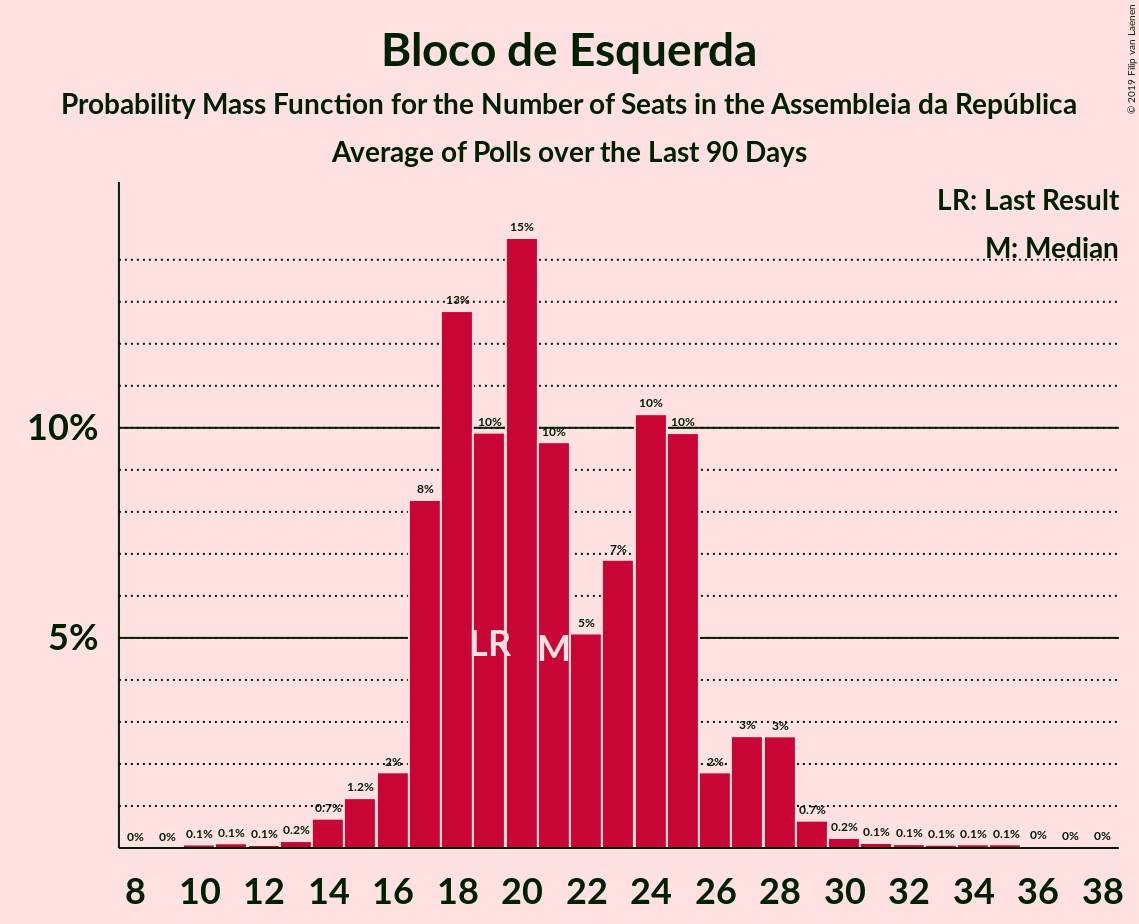 Bloco de Esquerda
Probability Mass Function for the Number of Seats in the Assembleia da República
Average of Polls over the Last 90 Days
© 2019 Filip van Laenen
LR: Last Result
M: Median
10%
5%
0% 0% 0.1% 0.1% 0.1% 0.2% 0.7% 1.2% 2% 8% 13% 10% 15% 10% 5% 7% 10% 10% 2% 3% 3% 0.7% 0.2% 0.1% 0.1% 0.1% 0.1% 0.1% 0% 0% 0%
LR M
8 10 12 14 16 18 20 22 24 26 28 30 32 34 36 38